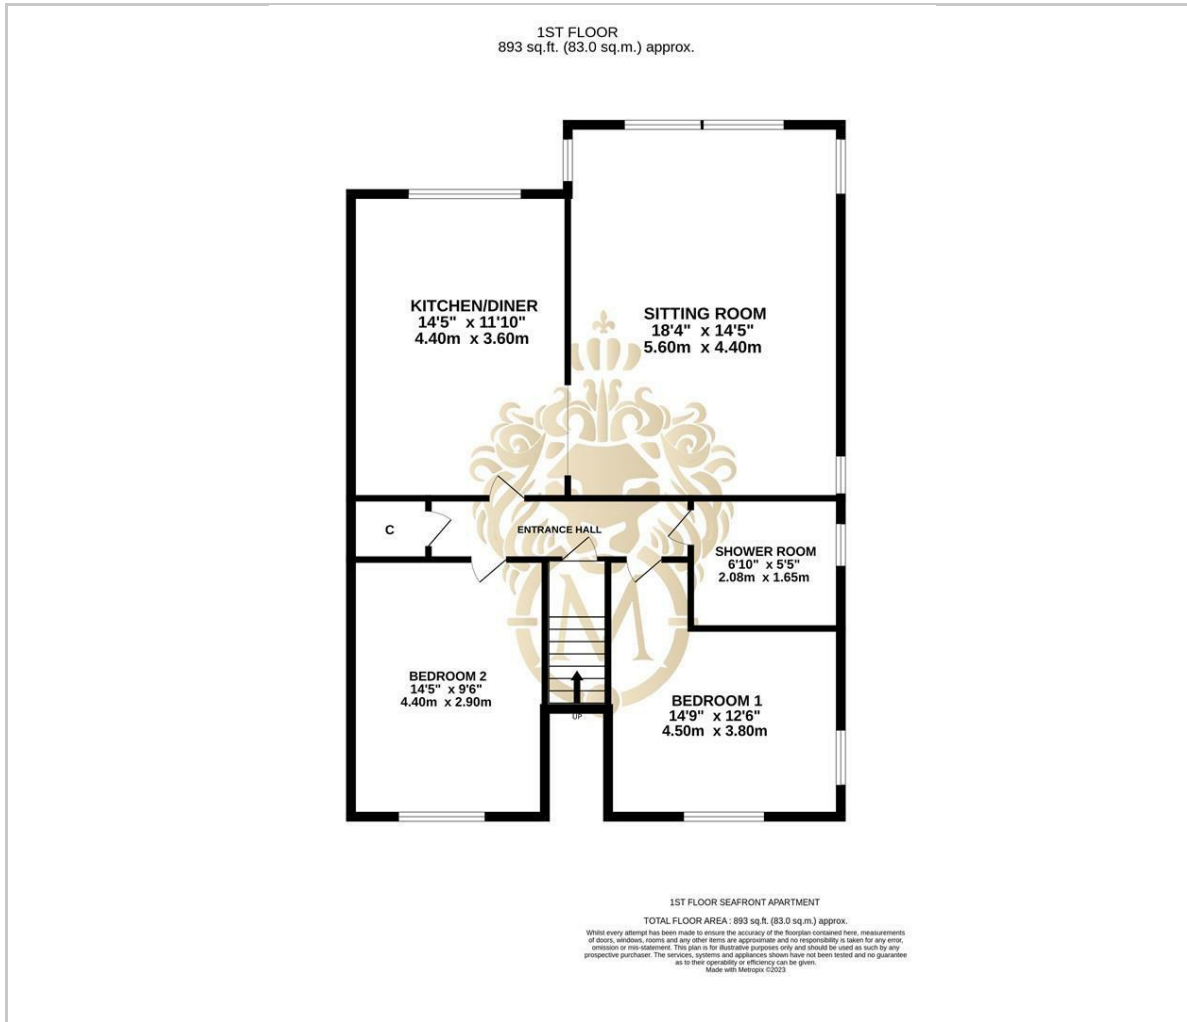 1ST FLOOR
893 sq.ft. (83.0 sq.m.) approx.
KITCHEN/DINER
14'5" x 11'10"
4.40m x 3.60m
SITTING ROOM
18'4" x 14'5"
5.60m x 4.40m
C
ENTRANCE HALL
SHOWER ROOM
6'10" x 5'5"
2.08m x 1.65m
M
BEDROOM 2
14'5" x 9'6"
4.40m x 2.90m
BEDROOM 1
14'9" x 12'6"
4.50m x 3.80m
UP
1ST FLOOR SEAFRONT APARTMENT
TOTAL FLOOR AREA : 893 sq.ft. (83.0 sq.m.) approx.
Whilst every attempt has been made to ensure the accuracy of the floorplan contained here, measurements
of doors, windows, rooms and any other items are approximate and no responsibility is taken for any error,
omission or mis-statement. This plan is for illustrative purposes only and should be used as such by any
prospective purchaser. The services, systems and appliances shown have not been tested and no guarantee
as to their operability or efficiency can be given.
Made with Metropix ©2023